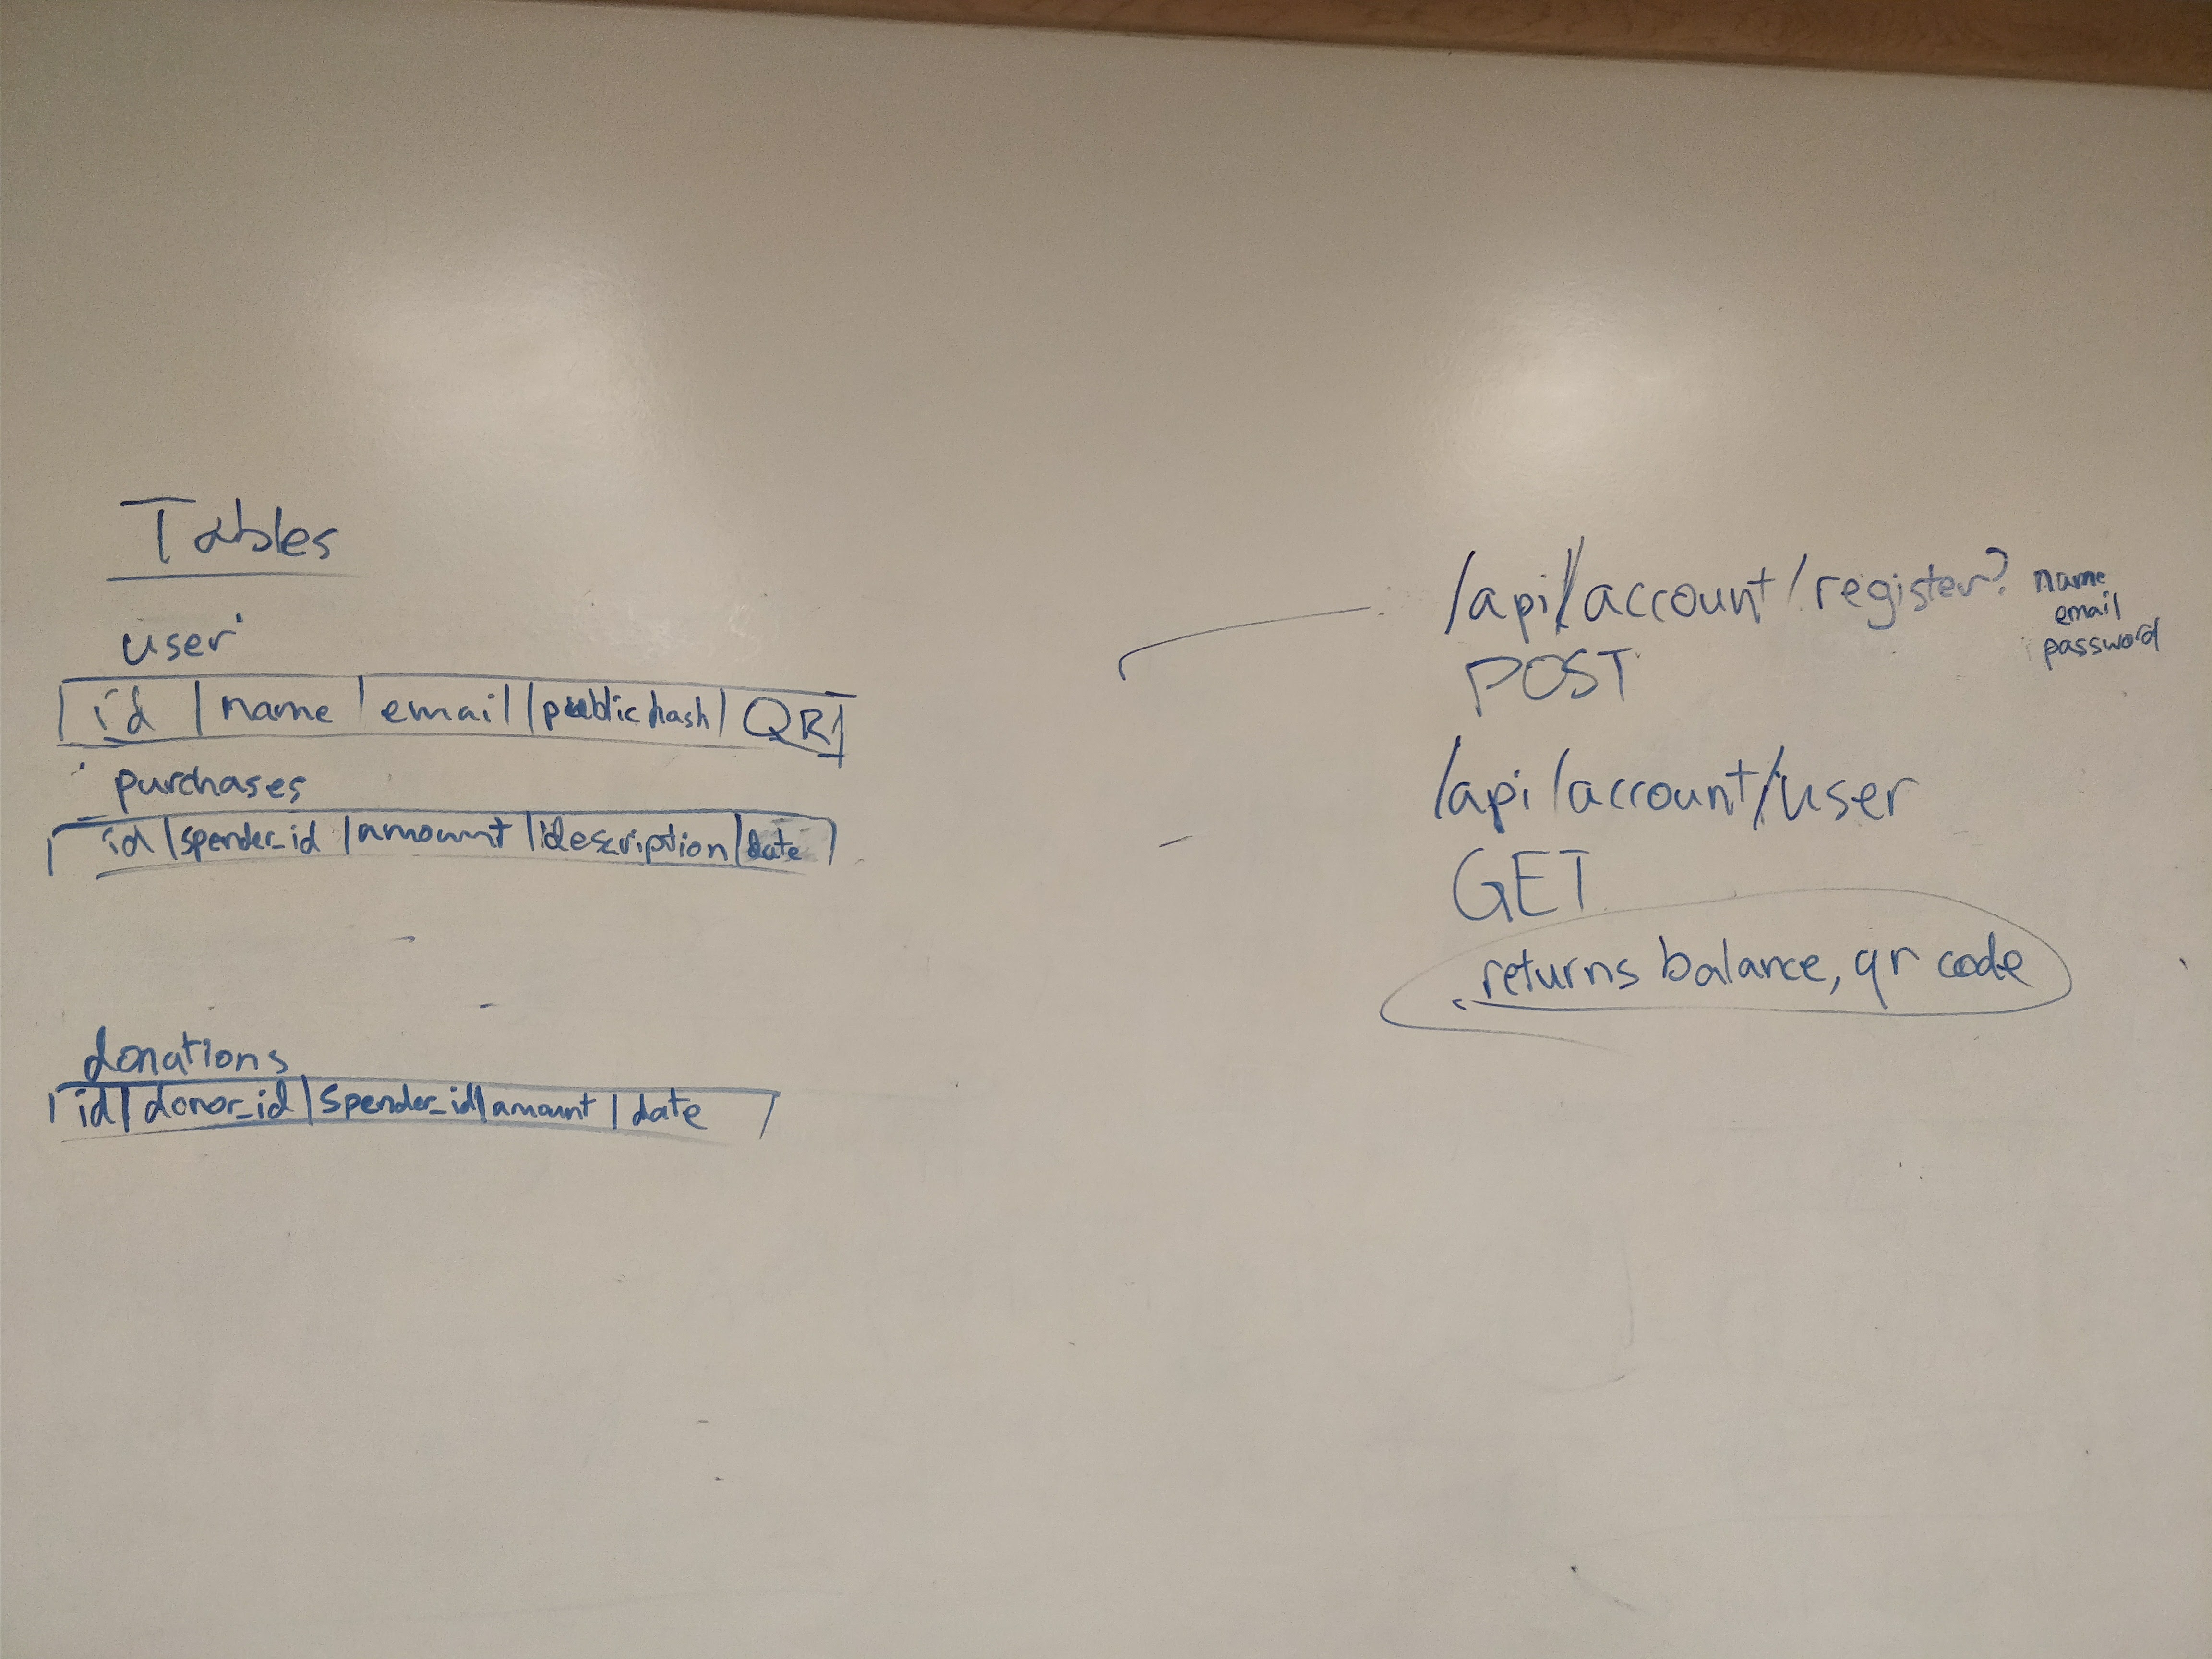 Tables
user
id | name | email | public hash | QR
purchases
id | spender_id | amount | description | date
donations
id | donor_id | spender_id | amount | date
/api/account/register? name
email
password
POST
/api/account/user
GET
returns balance, qr code